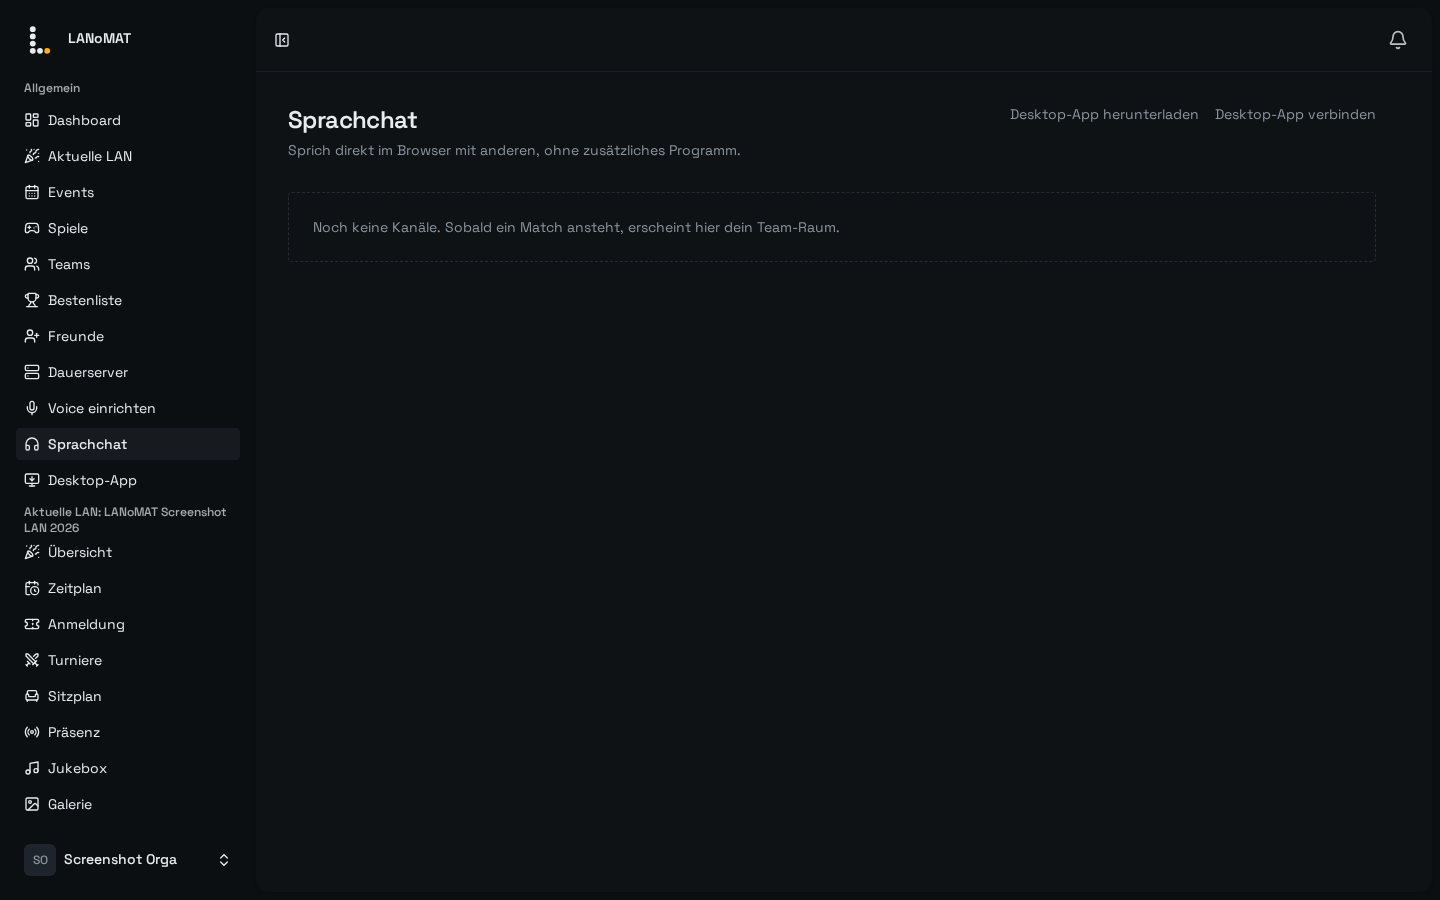 LANoMAT
Allgemein
Dashboard
Aktuelle LAN
Events
Spiele
Teams
Bestenliste
Freunde
Dauerserver
Voice einrichten
Sprachchat
Desktop-App
Aktuelle LAN: LANoMAT Screenshot
LAN 2026
Übersicht
Zeitplan
Anmeldung
Turniere
Sitzplan
Präsenz
Jukebox
Galerie
SO
Screenshot Orga
Sprachchat
Desktop-App herunterladen
Desktop-App verbinden
Sprich direkt im Browser mit anderen, ohne zusätzliches Programm.
Noch keine Kanäle. Sobald ein Match ansteht, erscheint hier dein Team-Raum.